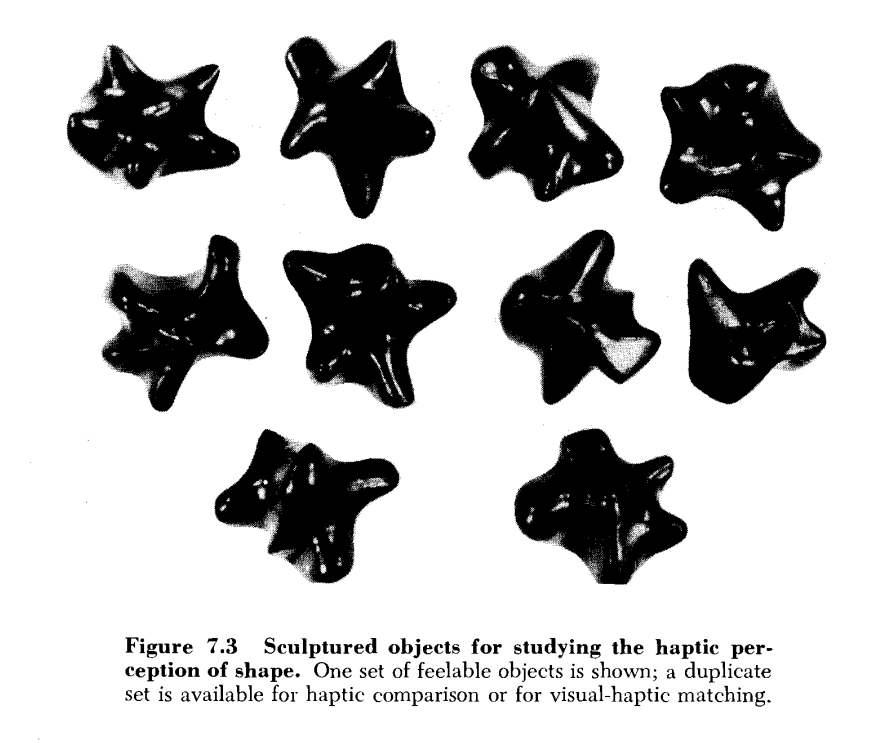 Figure 7.3 Sculptured objects for studying the haptic per-
ception of shape. One set of feelable objects is shown; a duplicate
set is available for haptic comparison or for visual-haptic matching.